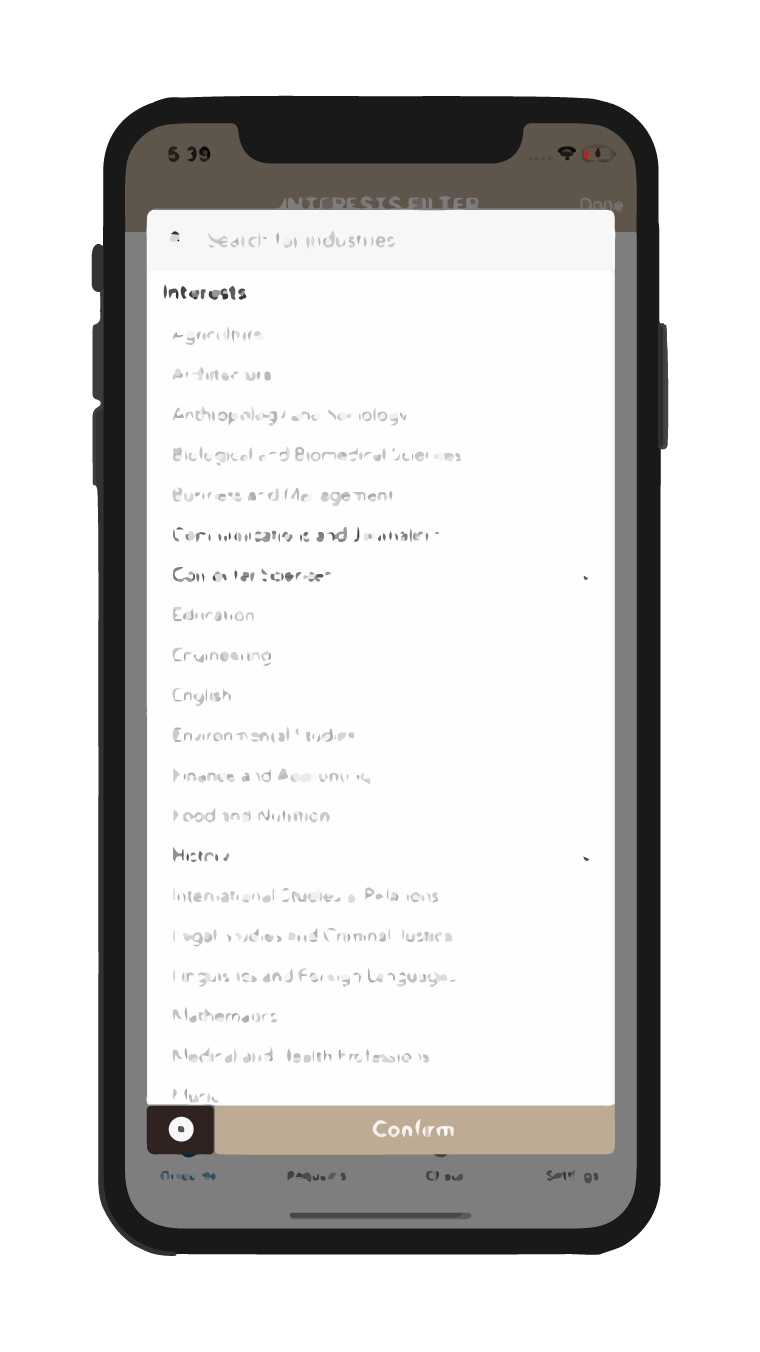 5 39
INTERESTS FILTER
Done
Search for industries
Interests
Agriculture
Architecture
Anthropology and Sociology
Biological and Biomedical Sciences
Business and Management
Communications and Journalism
Computer Sciences
Education
Engineering
English
Environmental Studies
Finance and Accounting
Food and Nutrition
History
International Studies & Relations
Legal Studies and Criminal Justice
Linguistics and Foreign Languages
Mathematics
Medical and Health Professions
Music
Confirm
Requests
Settings